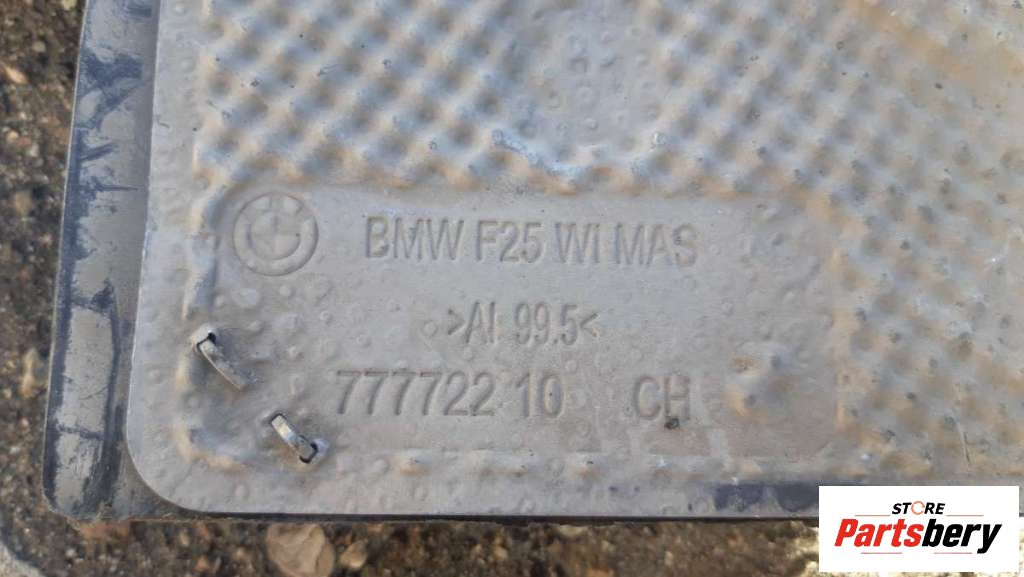 BMW F25 WI MAS
>Al 99.5<
777722 10 CH
STORE
Partsbery